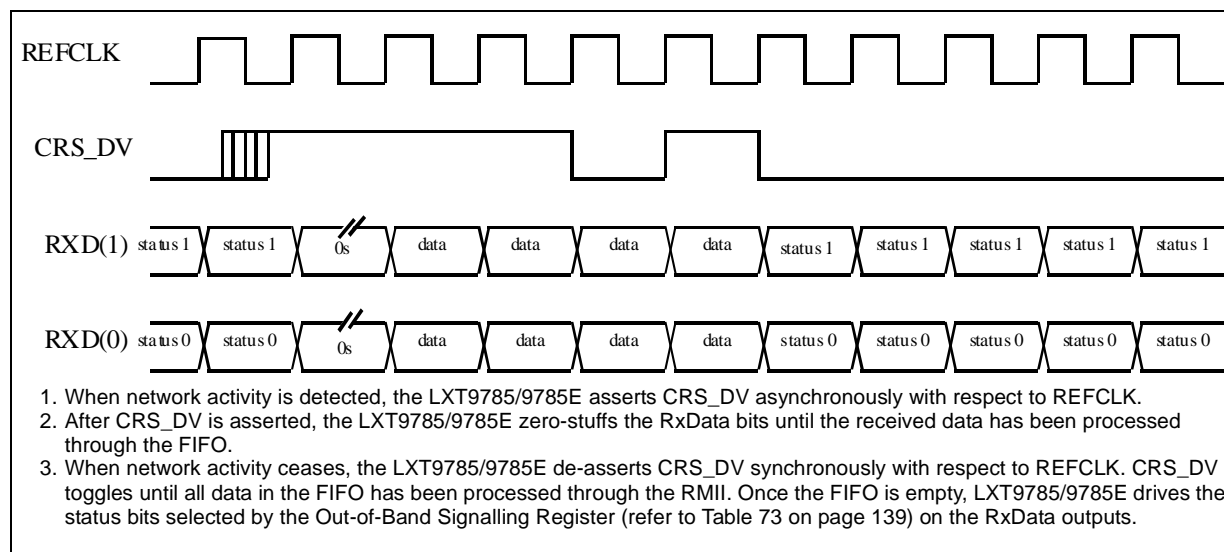 REFCLK
CRS_DV
RXD(1) status 1 status 1 0s data data data data status 1 status 1 status 1 status 1 status 1
RXD(0) status 0 status 0 0s data data data data status 0 status 0 status 0 status 0 status 0
1. When network activity is detected, the LXT9785/9785E asserts CRS_DV asynchronously with respect to REFCLK.
2. After CRS_DV is asserted, the LXT9785/9785E zero-stuffs the RxData bits until the received data has been processed
through the FIFO.
3. When network activity ceases, the LXT9785/9785E de-asserts CRS_DV synchronously with respect to REFCLK. CRS_DV
toggles until all data in the FIFO has been processed through the RMII. Once the FIFO is empty, LXT9785/9785E drives the
status bits selected by the Out-of-Band Signalling Register (refer to Table 73 on page 139) on the RxData outputs.